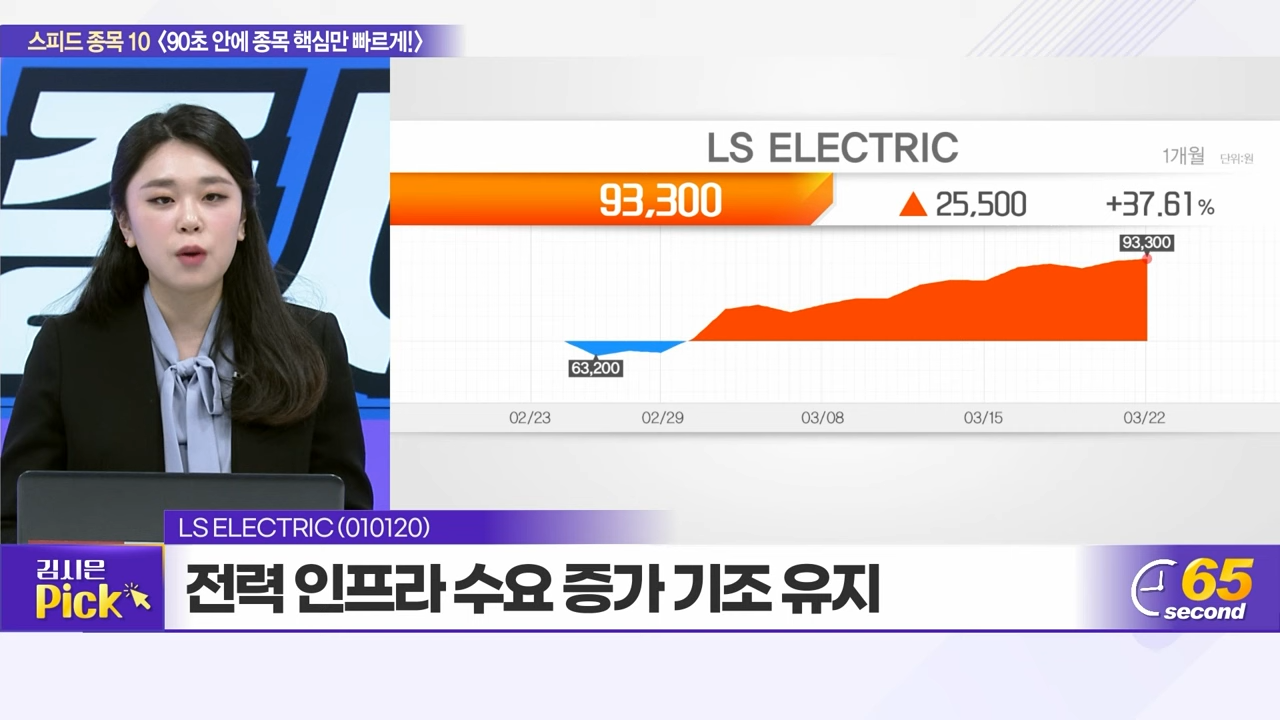 스피드 종목 10 〈90초 안에 종목 핵심만 빠르게!〉
LS ELECTRIC
1개월 단위:원
93,300 ▲ 25,500 +37.61%
93,300
63,200
02/23 02/29 03/08 03/15 03/22
LS ELECTRIC (010120)
김시은
Pick
전력 인프라 수요 증가 기조 유지
65
second